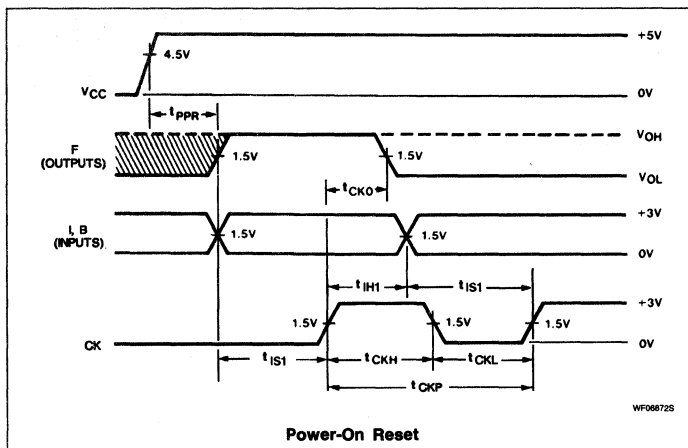 +5V
4.5V
VCC
0V
tPPR
VOH
F
(OUTPUTS)
1.5V
1.5V
VOL
tCKO
+3V
I, B
(INPUTS)
1.5V
1.5V
0V
tIH1
tIS1
+3V
1.5V
1.5V
1.5V
CK
0V
tIS1
tCKH
tCKL
tCKP
WF06872S
Power-On Reset